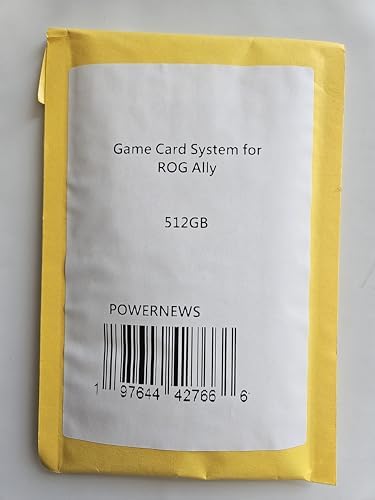 Game Card System for
ROG Ally
512GB
POWERNEWS
1 97644 42766 6